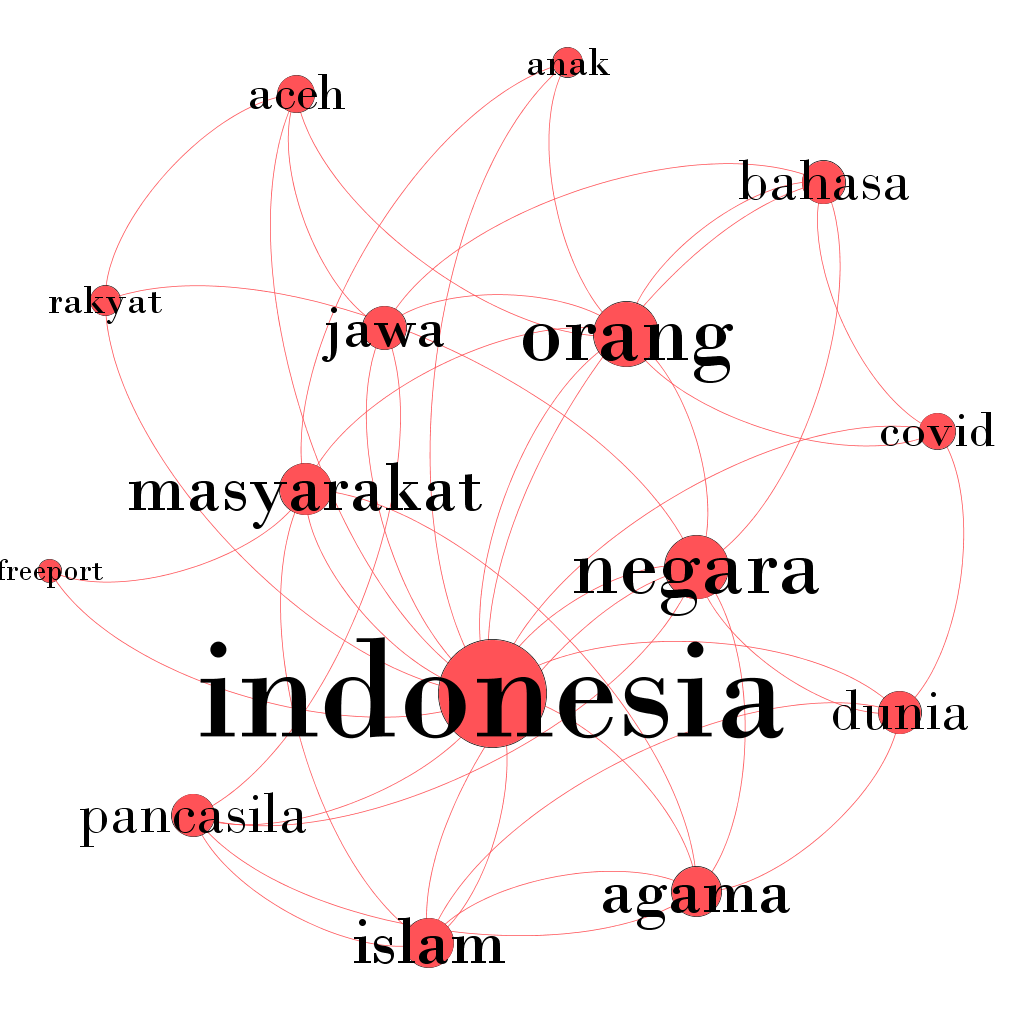 anak
aceh
bahasa
rakyat
jawa
orang
covid
masyarakat
negara
freeport
indonesia
dunia
pancasila
agama
islam